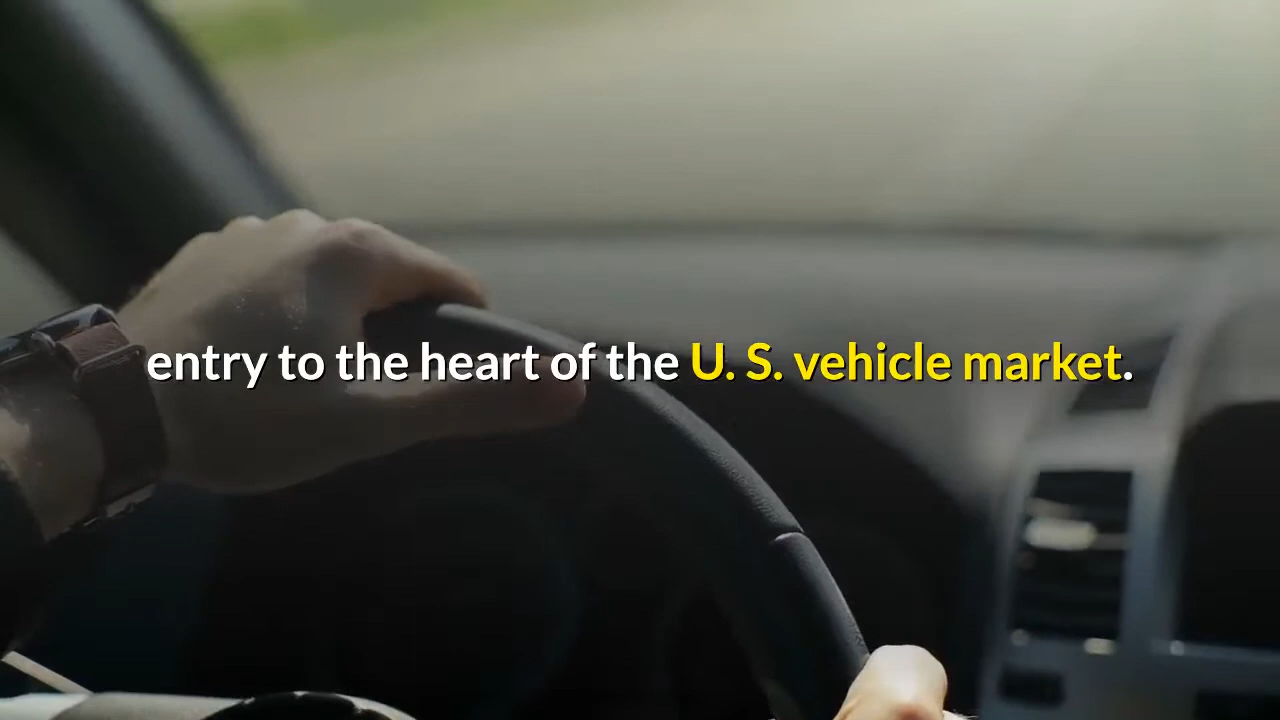 entry to the heart of the U. S. vehicle market.